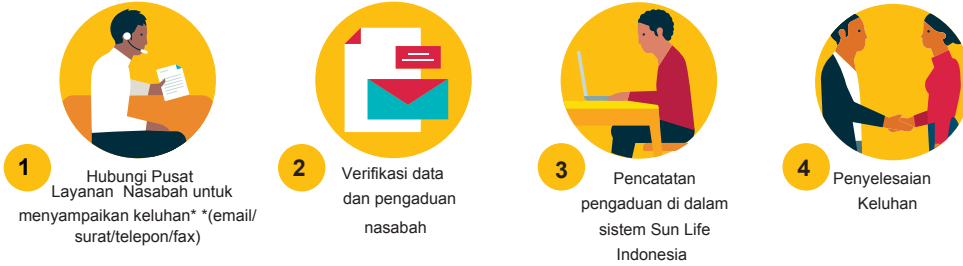 1
Hubungi Pusat
Layanan Nasabah untuk
menyampaikan keluhan* *(email/
surat/telepon/fax)
2
Verifikasi data
dan pengaduan
nasabah
3
Pencatatan
pengaduan di dalam
sistem Sun Life
Indonesia
4
Penyelesaian
Keluhan